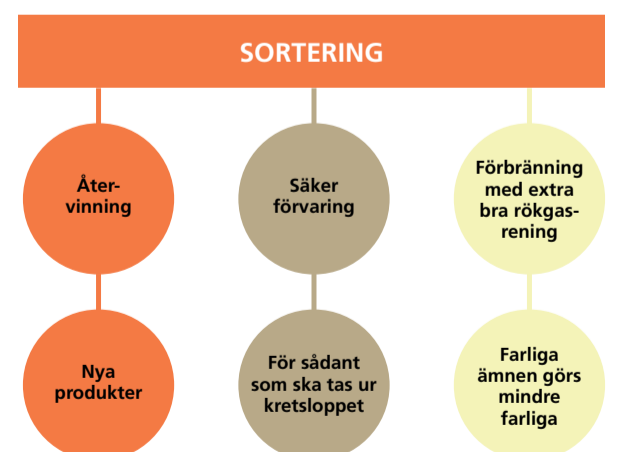 SORTERING
Åter-
vinning
Säker
förvaring
Förbränning
med extra
bra rökgas-
rening
Nya
produkter
För sådant
som ska tas ur
kretsloppet
Farliga
ämnen görs
mindre
farliga